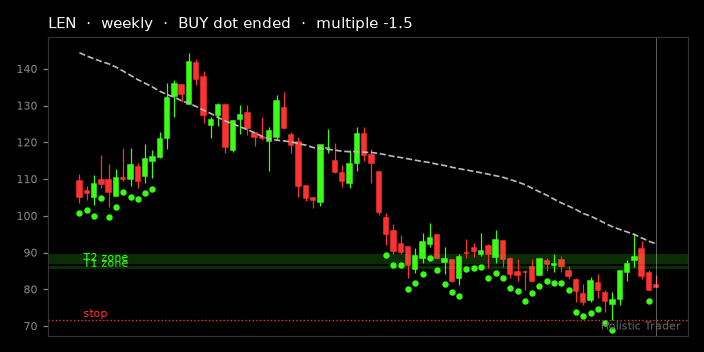 LEN · weekly · BUY dot ended · multiple -1.5
140
130
120
110
100
90
80
70
T2 zone
T1 zone
stop
Holistic Trader